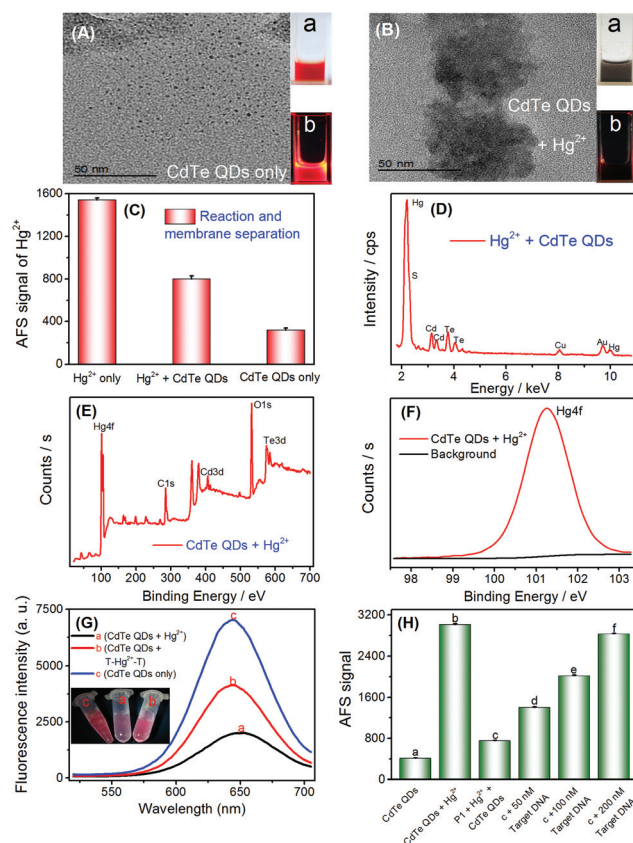 (A)
a
b
50 nm
CdTe QDs only
(B)
a
CdTe QDs
+ Hg²⁺
b
50 nm
(C)
Reaction and
membrane separation
AFS signal of Hg²⁺
1600
1200
800
400
0
Hg²⁺ only
Hg²⁺ + CdTe QDs
CdTe QDs only
(D)
Hg²⁺ + CdTe QDs
Intensity / cps
Hg
S
Cd
Cd
Te
Te
Cu
Au
Hg
2
4
6
8
10
Energy / keV
(E)
Counts / s
Hg4f
C1s
Cd3d
O1s
Te3d
CdTe QDs + Hg²⁺
100
200
300
400
500
600
700
Binding Energy / eV
(F)
Hg4f
CdTe QDs + Hg²⁺
Background
Counts / s
98
99
100
101
102
103
Binding Energy / eV
(G)
a (CdTe QDs + Hg²⁺)
b (CdTe QDs +
T-Hg²⁺-T)
c (CdTe QDs only)
c
a
b
c
b
a
Fluorescence intensity (a. u.)
7500
5000
2500
0
550
600
650
700
Wavelength (nm)
(H)
AFS signal
3200
2400
1600
800
0
a
b
c
d
e
f
CdTe QDs
CdTe QDs + Hg²⁺
P1 + Hg²⁺ +
CdTe QDs
c + 50 nM
Target DNA
c +100 nM
Target DNA
c + 200 nM
Target DNA